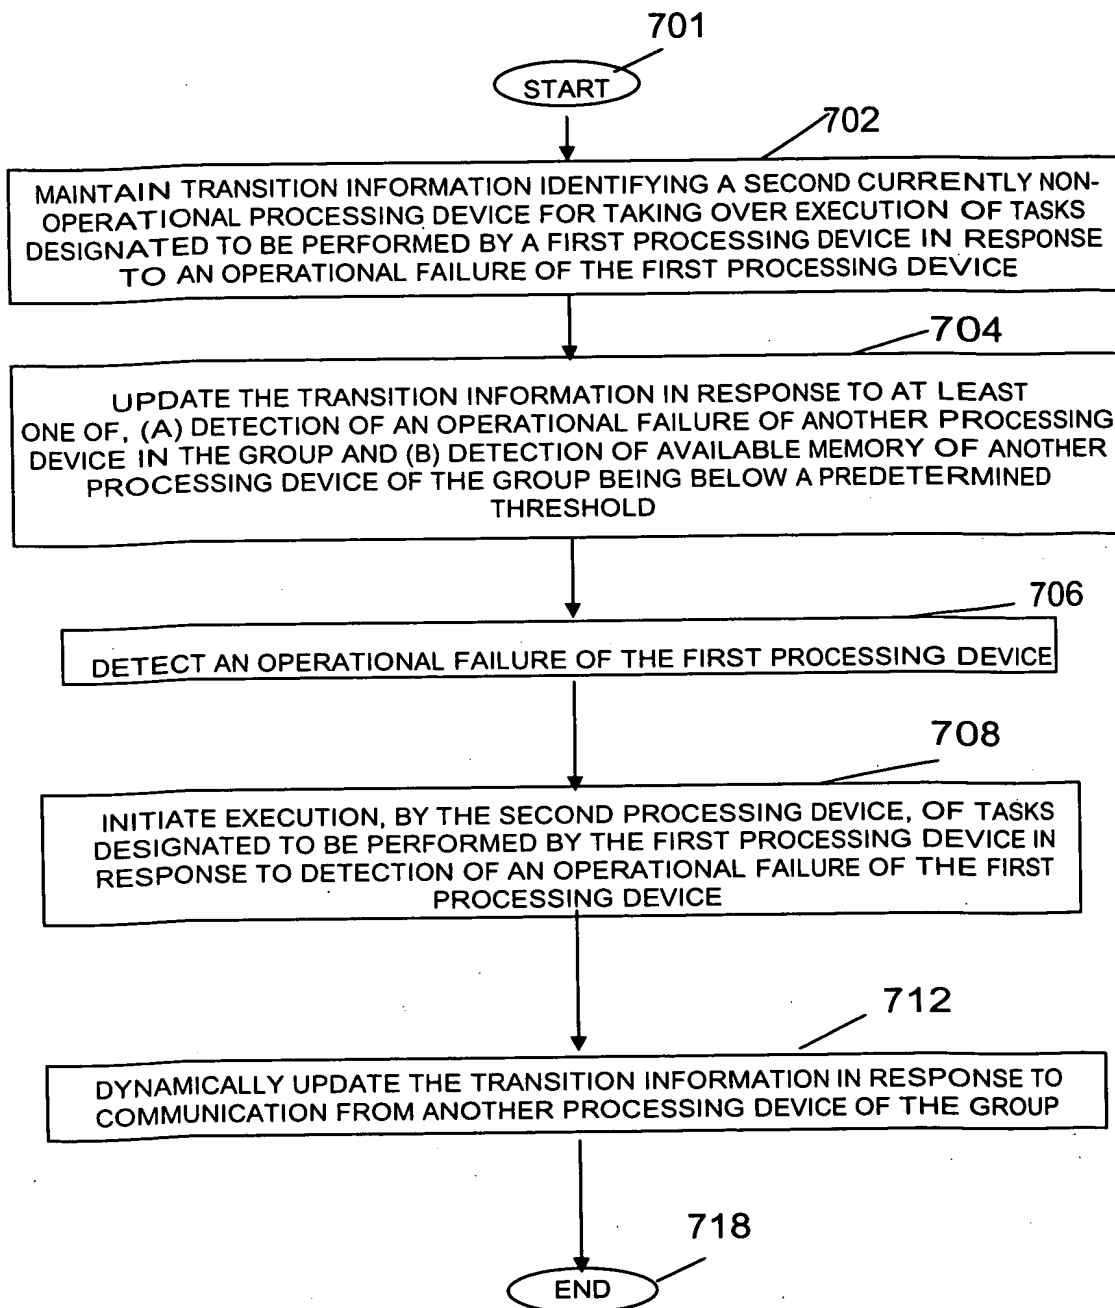 701
START
702
MAINTAIN TRANSITION INFORMATION IDENTIFYING A SECOND CURRENTLY NON-
OPERATIONAL PROCESSING DEVICE FOR TAKING OVER EXECUTION OF TASKS
DESIGNATED TO BE PERFORMED BY A FIRST PROCESSING DEVICE IN RESPONSE
TO AN OPERATIONAL FAILURE OF THE FIRST PROCESSING DEVICE
704
UPDATE THE TRANSITION INFORMATION IN RESPONSE TO AT LEAST
ONE OF, (A) DETECTION OF AN OPERATIONAL FAILURE OF ANOTHER PROCESSING
DEVICE IN THE GROUP AND (B) DETECTION OF AVAILABLE MEMORY OF ANOTHER
PROCESSING DEVICE OF THE GROUP BEING BELOW A PREDETERMINED
THRESHOLD
706
DETECT AN OPERATIONAL FAILURE OF THE FIRST PROCESSING DEVICE
708
INITIATE EXECUTION, BY THE SECOND PROCESSING DEVICE, OF TASKS
DESIGNATED TO BE PERFORMED BY THE FIRST PROCESSING DEVICE IN
RESPONSE TO DETECTION OF AN OPERATIONAL FAILURE OF THE FIRST
PROCESSING DEVICE
712
DYNAMICALLY UPDATE THE TRANSITION INFORMATION IN RESPONSE TO
COMMUNICATION FROM ANOTHER PROCESSING DEVICE OF THE GROUP
718
END